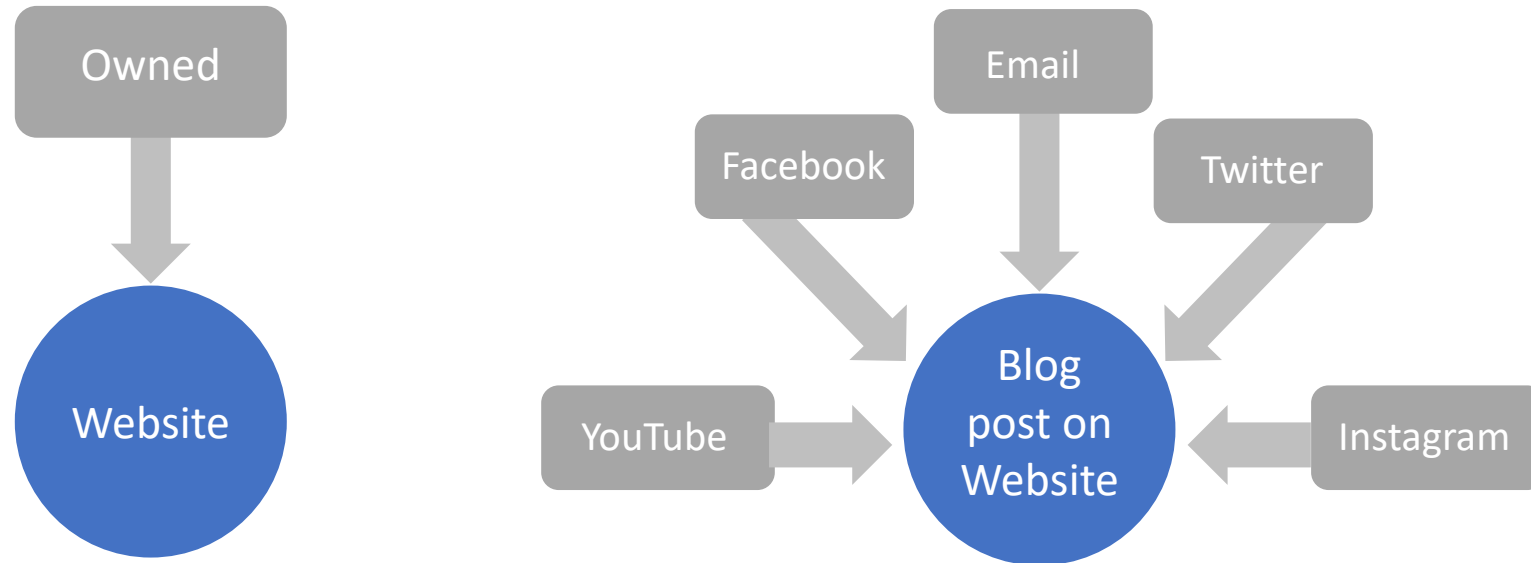 Owned
Website
Email
Facebook
Twitter
YouTube
Blog
post on
Website
Instagram